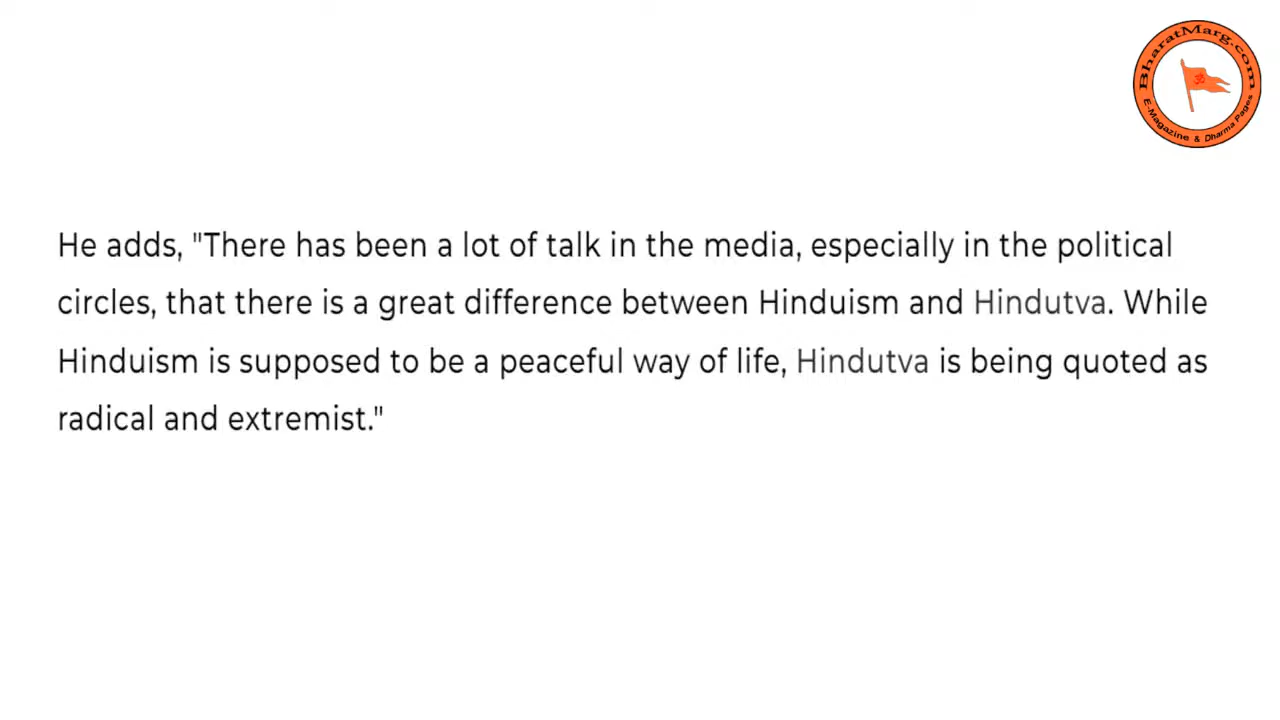 BharatMarg.com
E-Magazine & Dharma Pages
He adds, "There has been a lot of talk in the media, especially in the political
circles, that there is a great difference between Hinduism and Hindutva. While
Hinduism is supposed to be a peaceful way of life, Hindutva is being quoted as
radical and extremist."